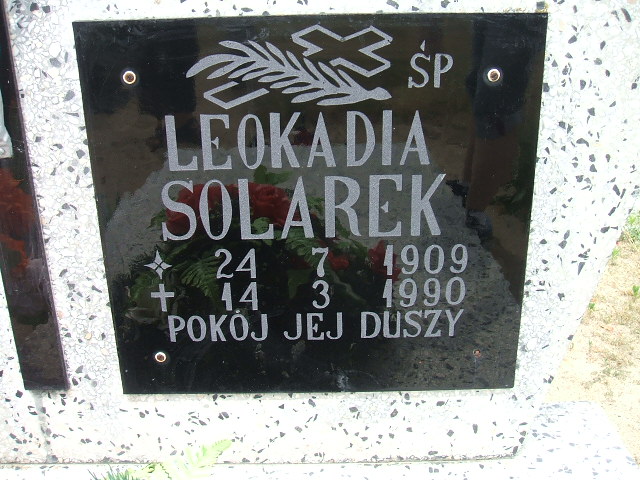 ŚP
LEOKADIA
SOLAREK
24 7 1909
14 3 1990
POKÓJ JEJ DUSZY